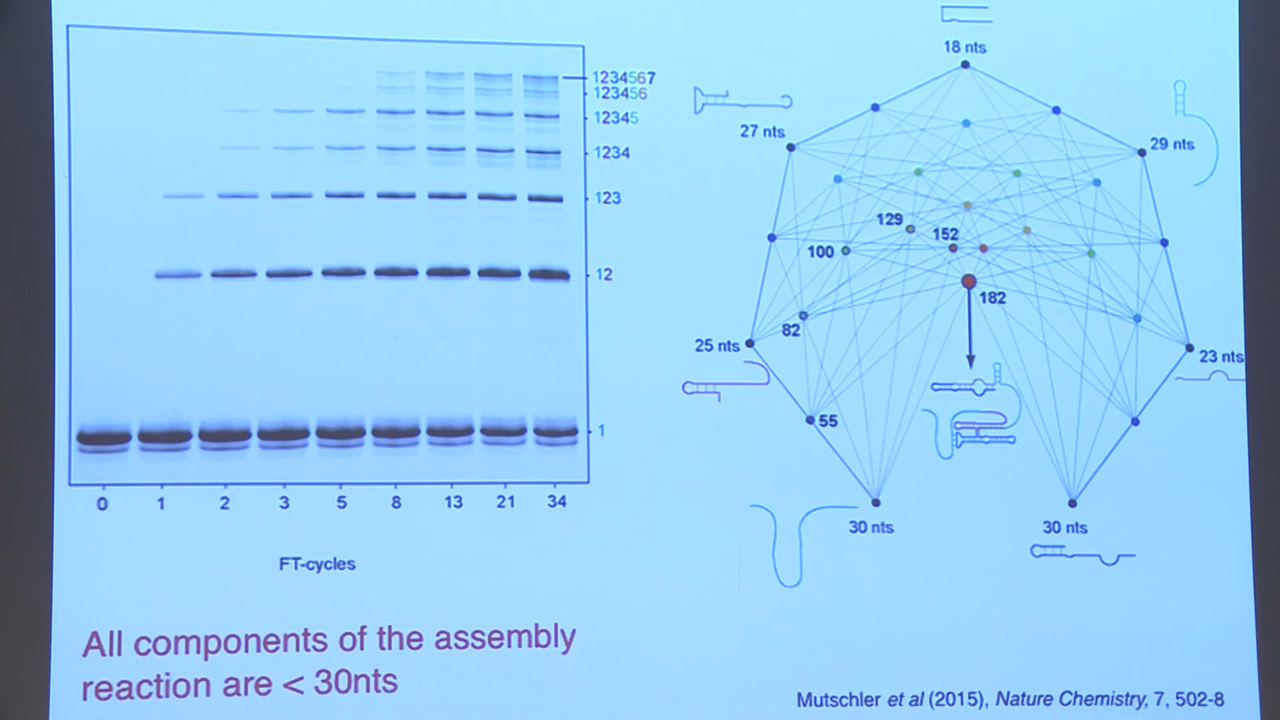 1234567
123456
12345
1234
123
12
1
0 1 2 3 5 8 13 21 34
FT-cycles
All components of the assembly
reaction are < 30nts
18 nts
27 nts
29 nts
129
152
100
182
82
25 nts
23 nts
55
30 nts
30 nts
Mutschler et al (2015), Nature Chemistry, 7, 502-8